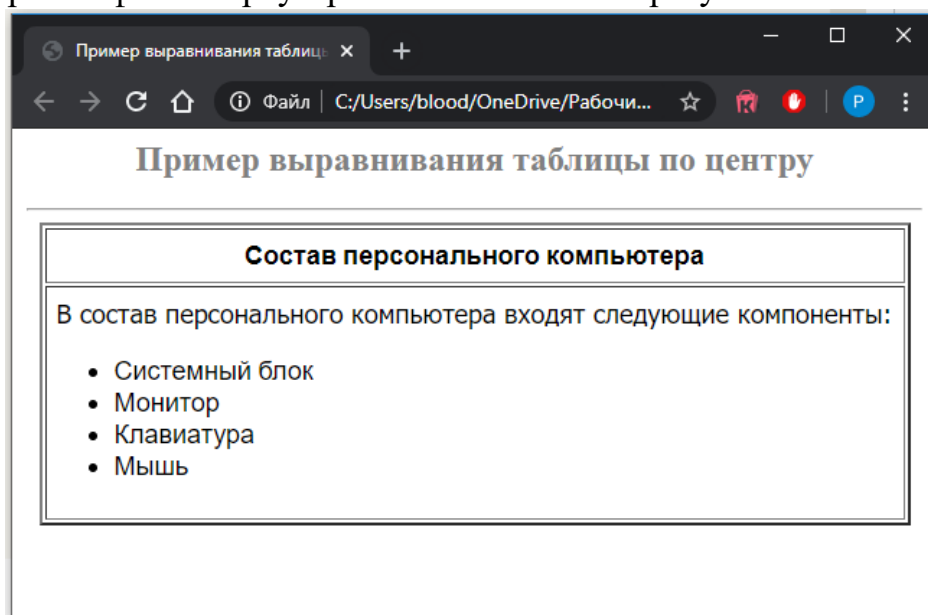 Пример выравнивания таблиц
Файл C:/Users/blood/OneDrive/Рабочи...
P
Пример выравнивания таблицы по центру
Состав персонального компьютера
В состав персонального компьютера входят следующие компоненты:
Системный блок
Монитор
Клавиатура
Мышь